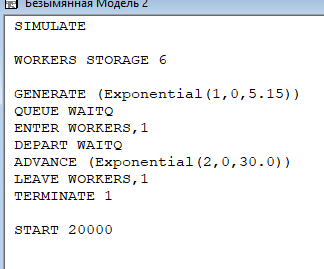 Безымянная Модель 2
SIMULATE
WORKERS STORAGE 6
GENERATE (Exponential(1,0,5.15))
QUEUE WAITQ
ENTER WORKERS,1
DEPART WAITQ
ADVANCE (Exponential(2,0,30.0))
LEAVE WORKERS,1
TERMINATE 1
START 20000